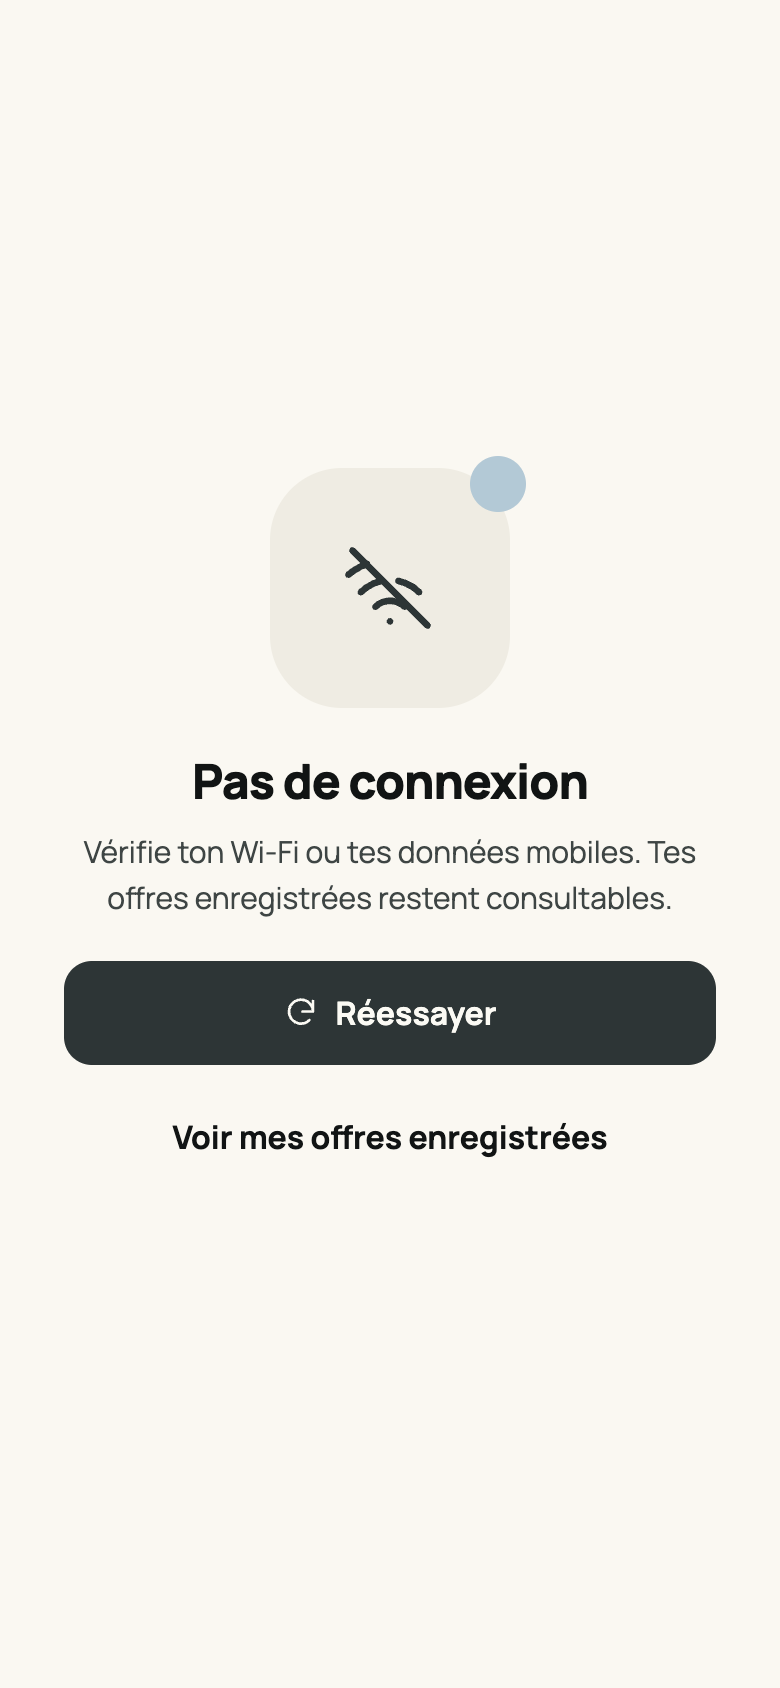 Pas de connexion
Vérifie ton Wi-Fi ou tes données mobiles. Tes
offres enregistrées restent consultables.
Réessayer
Voir mes offres enregistrées